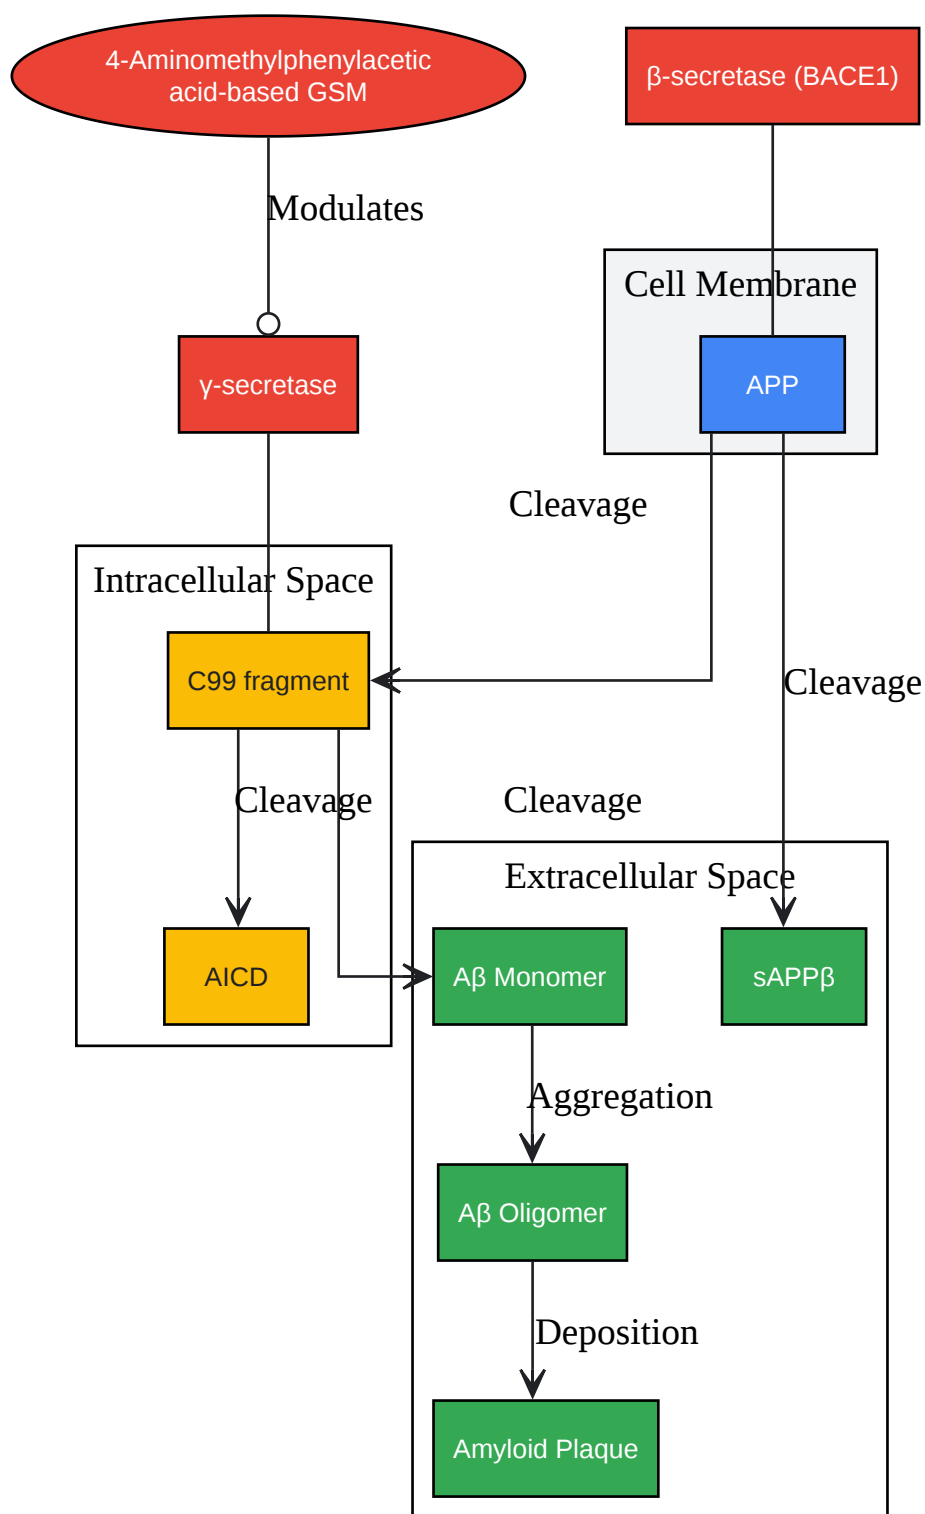 4-Aminomethylphenylacetic
acid-based GSM
β-secretase (BACE1)
Modulates
Cell Membrane
γ-secretase
APP
Cleavage
Intracellular Space
C99 fragment
Cleavage
Cleavage
Cleavage
Extracellular Space
AICD
Aβ Monomer
sAPPβ
Aggregation
Aβ Oligomer
Deposition
Amyloid Plaque